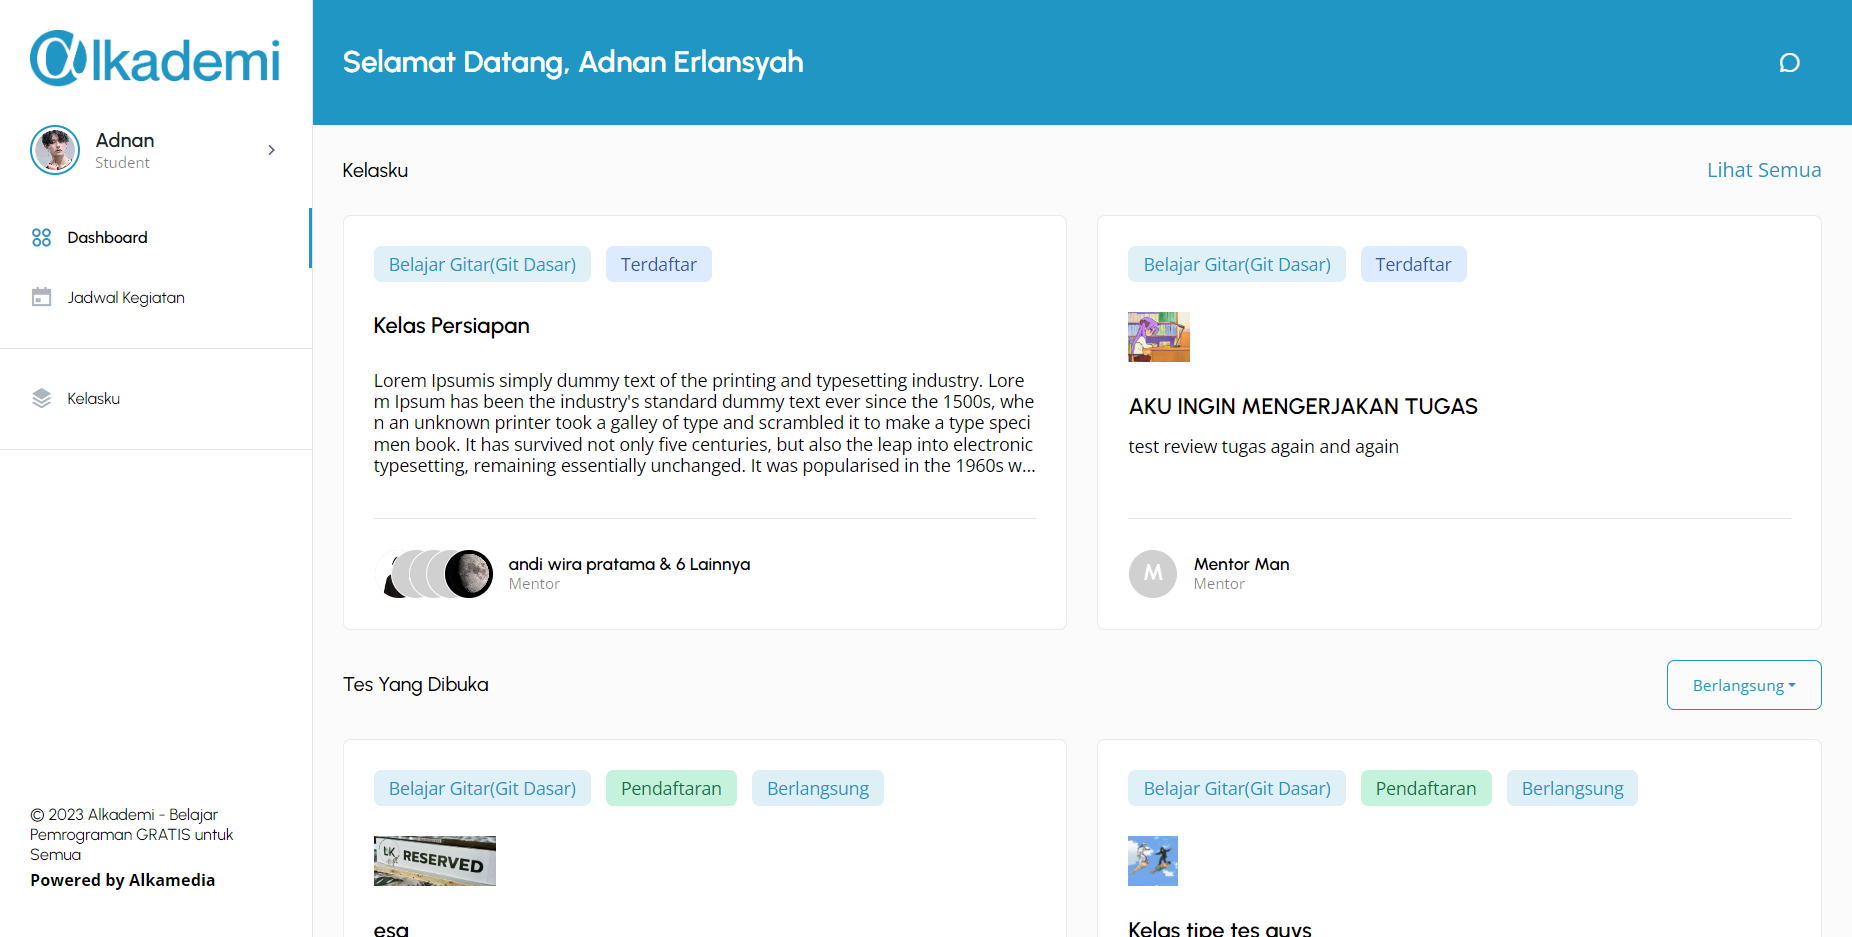 Alkademi
Adnan
Student
Dashboard
Jadwal Kegiatan
Kelasku
© 2023 Alkademi - Belajar
Pemrograman GRATIS untuk
Semua
Powered by Alkamedia
Selamat Datang, Adnan Erlansyah
Kelasku
Lihat Semua
Belajar Gitar(Git Dasar) Terdaftar
Kelas Persiapan
Lorem Ipsumis simply dummy text of the printing and typesetting industry. Lore
m Ipsum has been the industry's standard dummy text ever since the 1500s, whe
n an unknown printer took a galley of type and scrambled it to make a type speci
men book. It has survived not only five centuries, but also the leap into electronic
typesetting, remaining essentially unchanged. It was popularised in the 1960s w...
andi wira pratama & 6 Lainnya
Mentor
Belajar Gitar(Git Dasar) Terdaftar
AKU INGIN MENGERJAKAN TUGAS
test review tugas again and again
M
Mentor Man
Mentor
Tes Yang Dibuka
Berlangsung
Belajar Gitar(Git Dasar) Pendaftaran Berlangsung
RESERVED
esq
Belajar Gitar(Git Dasar) Pendaftaran Berlangsung
Kelas tipe tes guys